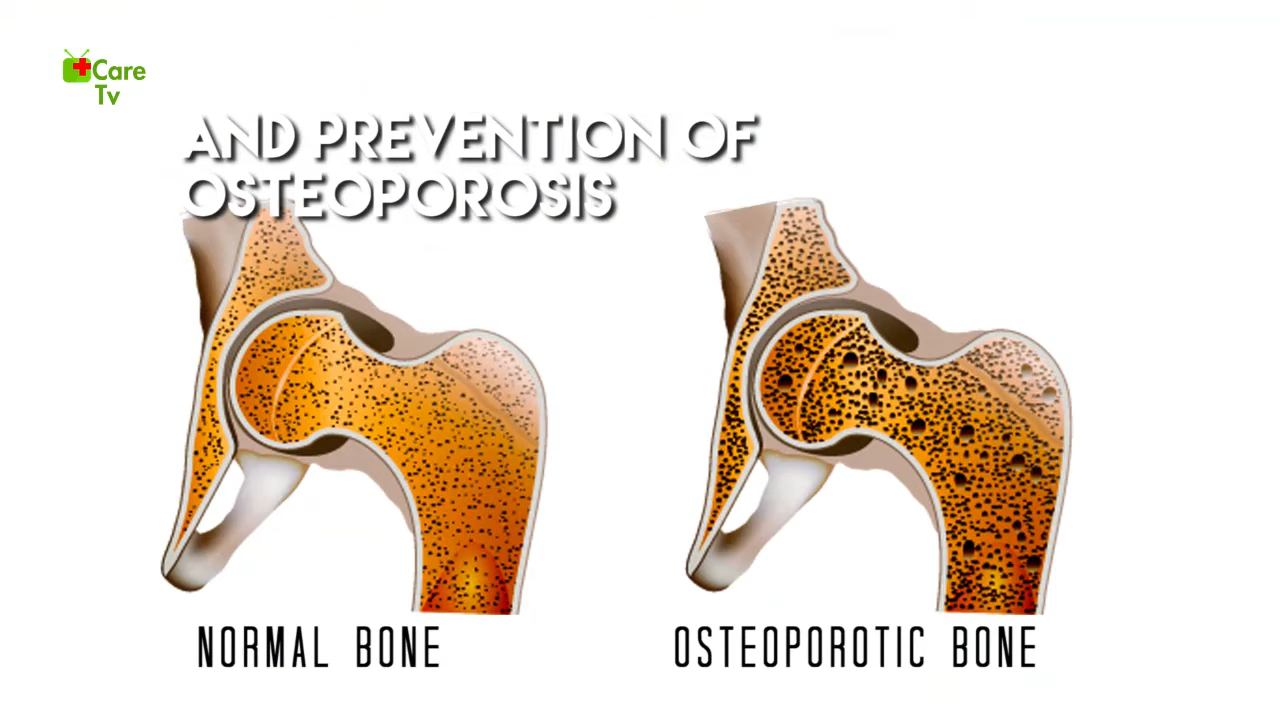 Care
Tv
AND PREVENTION OF
OSTEOPOROSIS
NORMAL BONE
OSTEOPOROTIC BONE